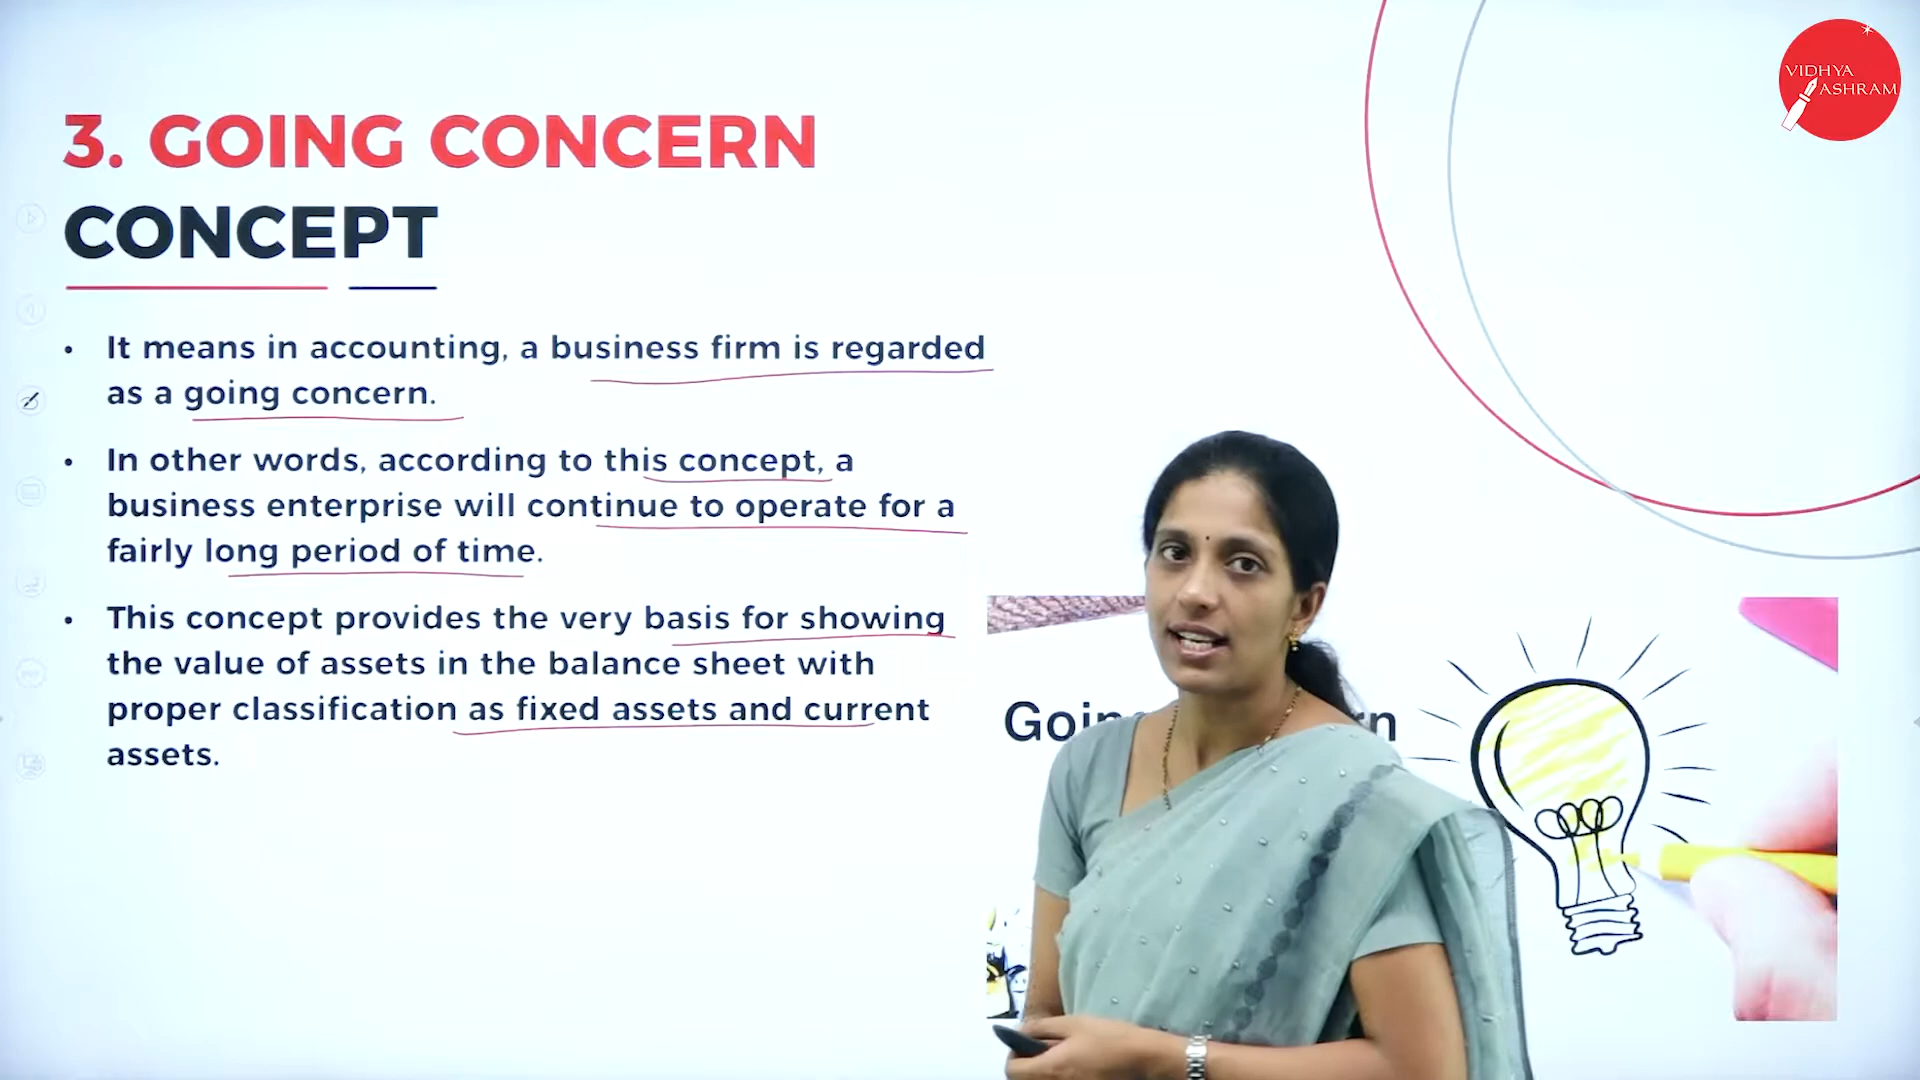 VIDHYA
ASHRAM
3. GOING CONCERN
CONCEPT
• It means in accounting, a business firm is regarded
as a going concern.
• In other words, according to this concept, a
business enterprise will continue to operate for a
fairly long period of time.
• This concept provides the very basis for showing
the value of assets in the balance sheet with
proper classification as fixed assets and current
assets.